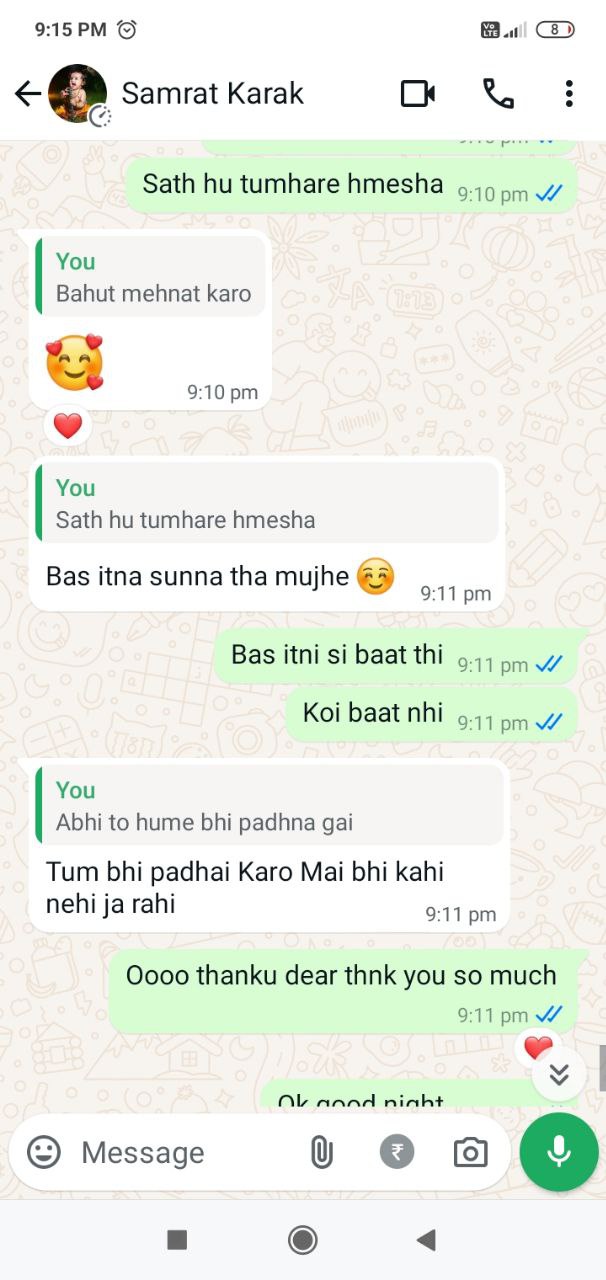 9:15 PM
Vo LTE
8
Samrat Karak
Sath hu tumhare hmesha
9:10 pm
You
Bahut mehnat karo
🥰
9:10 pm
❤️
You
Sath hu tumhare hmesha
Bas itna sunna tha mujhe ☺️
9:11 pm
Bas itni si baat thi
9:11 pm
Koi baat nhi
9:11 pm
You
Abhi to hume bhi padhna gai
Tum bhi padhai Karo Mai bhi kahi
nehi ja rahi
9:11 pm
Oooo thanku dear thnk you so much
9:11 pm
❤️
Ok good night
Message
₹